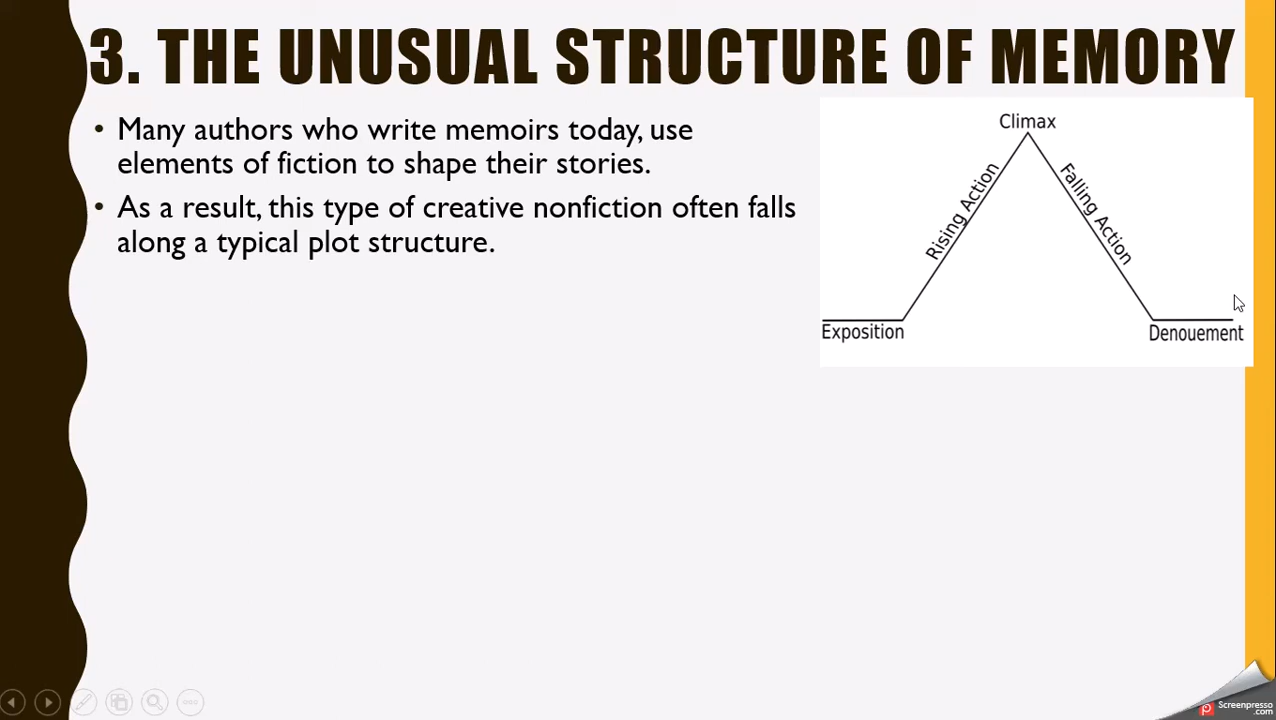 3. THE UNUSUAL STRUCTURE OF MEMORY
• Many authors who write memoirs today, use
elements of fiction to shape their stories.
• As a result, this type of creative nonfiction often falls
along a typical plot structure.
Climax
Rising Action
Falling Action
Exposition
Denouement
Screenpresso
.com